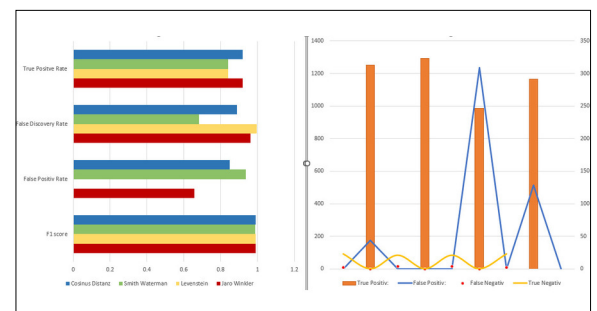 True Positve Rate
False Discovery Rate
False Positiv Rate
F1 score
0 0.2 0.4 0.6 0.8 1 1.2
Cosinus Distanz Smith Waterman Levenstein Jaro Winkler
1400 350
1200 300
1000 250
800 200
600 150
400 100
200 50
0 0
True Positiv: False Positiv: False Negativ True Negativ